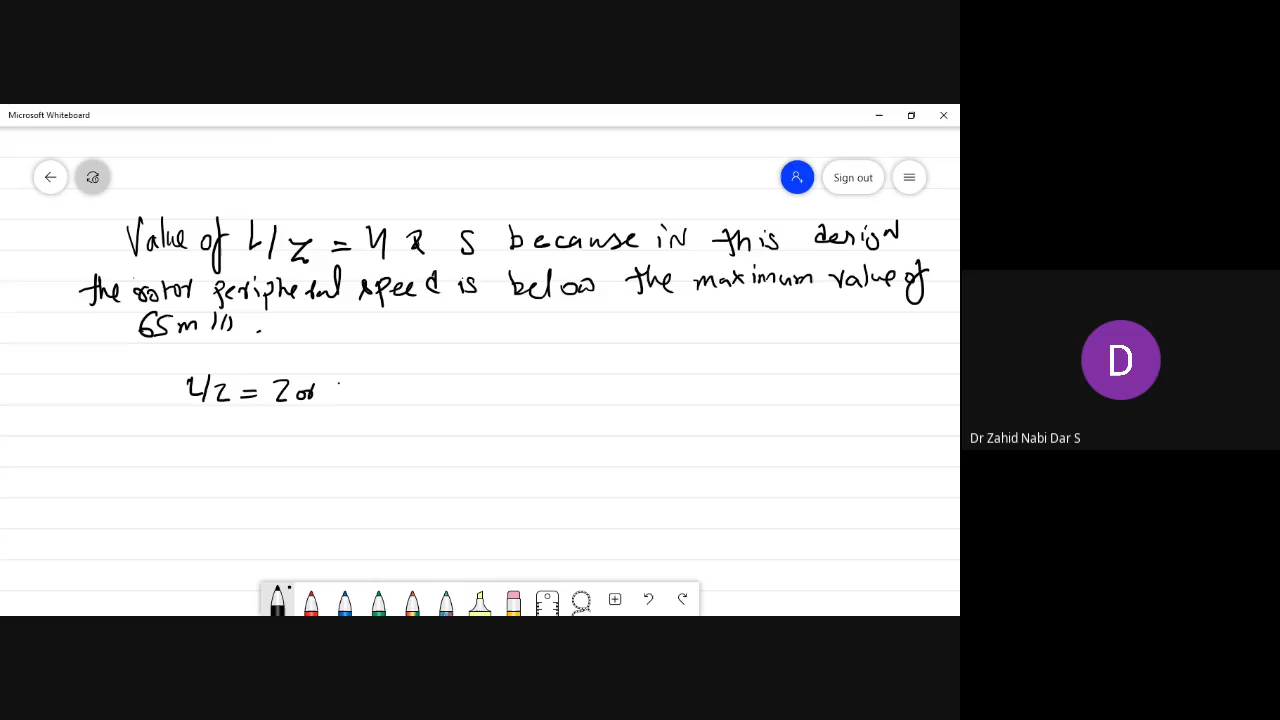 Microsoft Whiteboard
Sign out
Value of L/Z = 4 & 5 because in this design
the rotor peripheral speed is below the maximum value of
65 m/s.
L/Z = 2 or
D
Dr Zahid Nabi Dar S